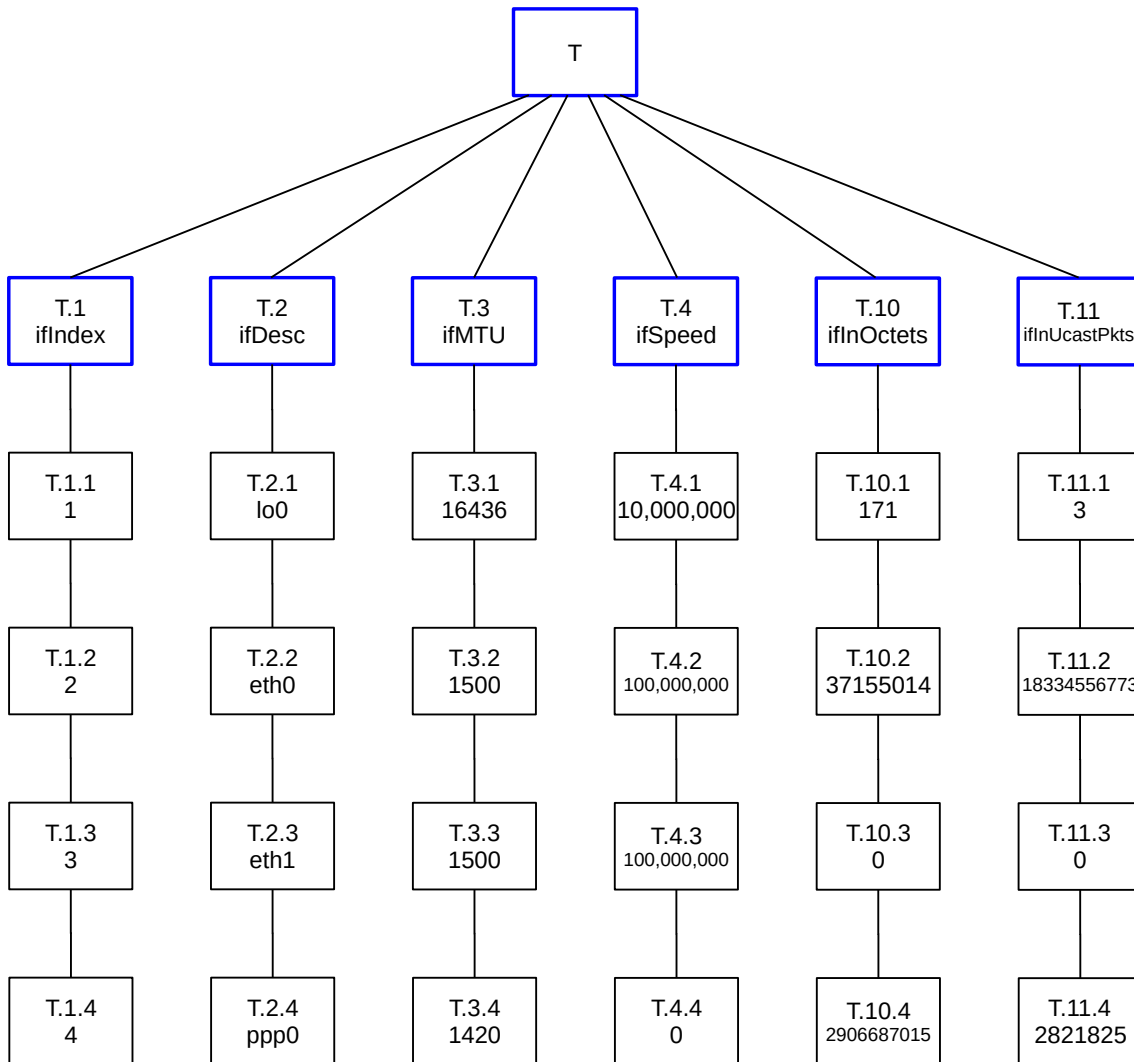 T
T.1
ifIndex
T.2
ifDesc
T.3
ifMTU
T.4
ifSpeed
T.10
ifInOctets
T.11
ifInUcastPkts
T.1.1
1
T.2.1
lo0
T.3.1
16436
T.4.1
10,000,000
T.10.1
171
T.11.1
3
T.1.2
2
T.2.2
eth0
T.3.2
1500
T.4.2
100,000,000
T.10.2
37155014
T.11.2
18334556773
T.1.3
3
T.2.3
eth1
T.3.3
1500
T.4.3
100,000,000
T.10.3
0
T.11.3
0
T.1.4
4
T.2.4
ppp0
T.3.4
1420
T.4.4
0
T.10.4
2906687015
T.11.4
2821825